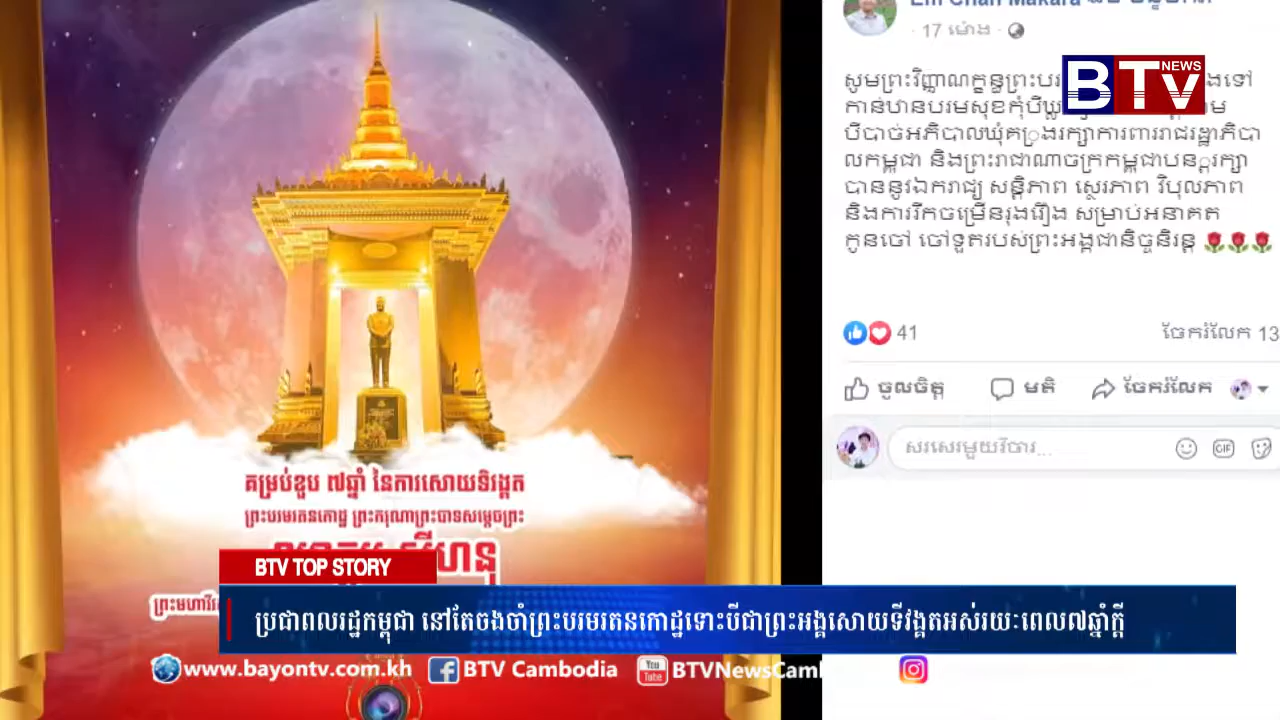 · 17 ម៉ោង ·
BTV NEWS
សូមព្រះវិញ្ញាណក្ខន្ធព្រះបរ
កាន់ឋានបរមសុខកុំបីឃ្លា
បីបាច់អភិបាលឃុំគ្រងរក្សាការពាររាជរដ្ឋាភិបា
លកម្ពុជា និងព្រះរាជាណាចក្រកម្ពុជាបន្តរក្សា
បាននូវឯករាជ្យ សន្តិភាព ស្ថេរភាព វិបុលភាព
និងការរីកចម្រើនរុងរឿង សម្រាប់អនាគត
កូនចៅ ចៅទួតរបស់ព្រះអង្គជានិច្ចនិរន្ត 🌹🌹🌹
41
ចែករំលែក 13
ចូលចិត្ត
មតិ
ចែករំលែក
សរសេរមួយវិចារ...
GIF
គម្រប់ខួប ៧ឆ្នាំ នៃការសោយទិវង្គត
ព្រះបរមរតនកោដ្ឋ ព្រះករុណាព្រះបាទសម្តេចព្រះ
សីហនុ
BTV TOP STORY
ប្រជាពលរដ្ឋកម្ពុជា នៅតែចងចាំព្រះបរមរតនកោដ្ឋទោះបីជាព្រះអង្គសោយទីវង្គតអស់រយៈពេល៧ឆ្នាំក្តី
www.bayontv.com.kh
BTV Cambodia
You Tube
BTVNewsCam